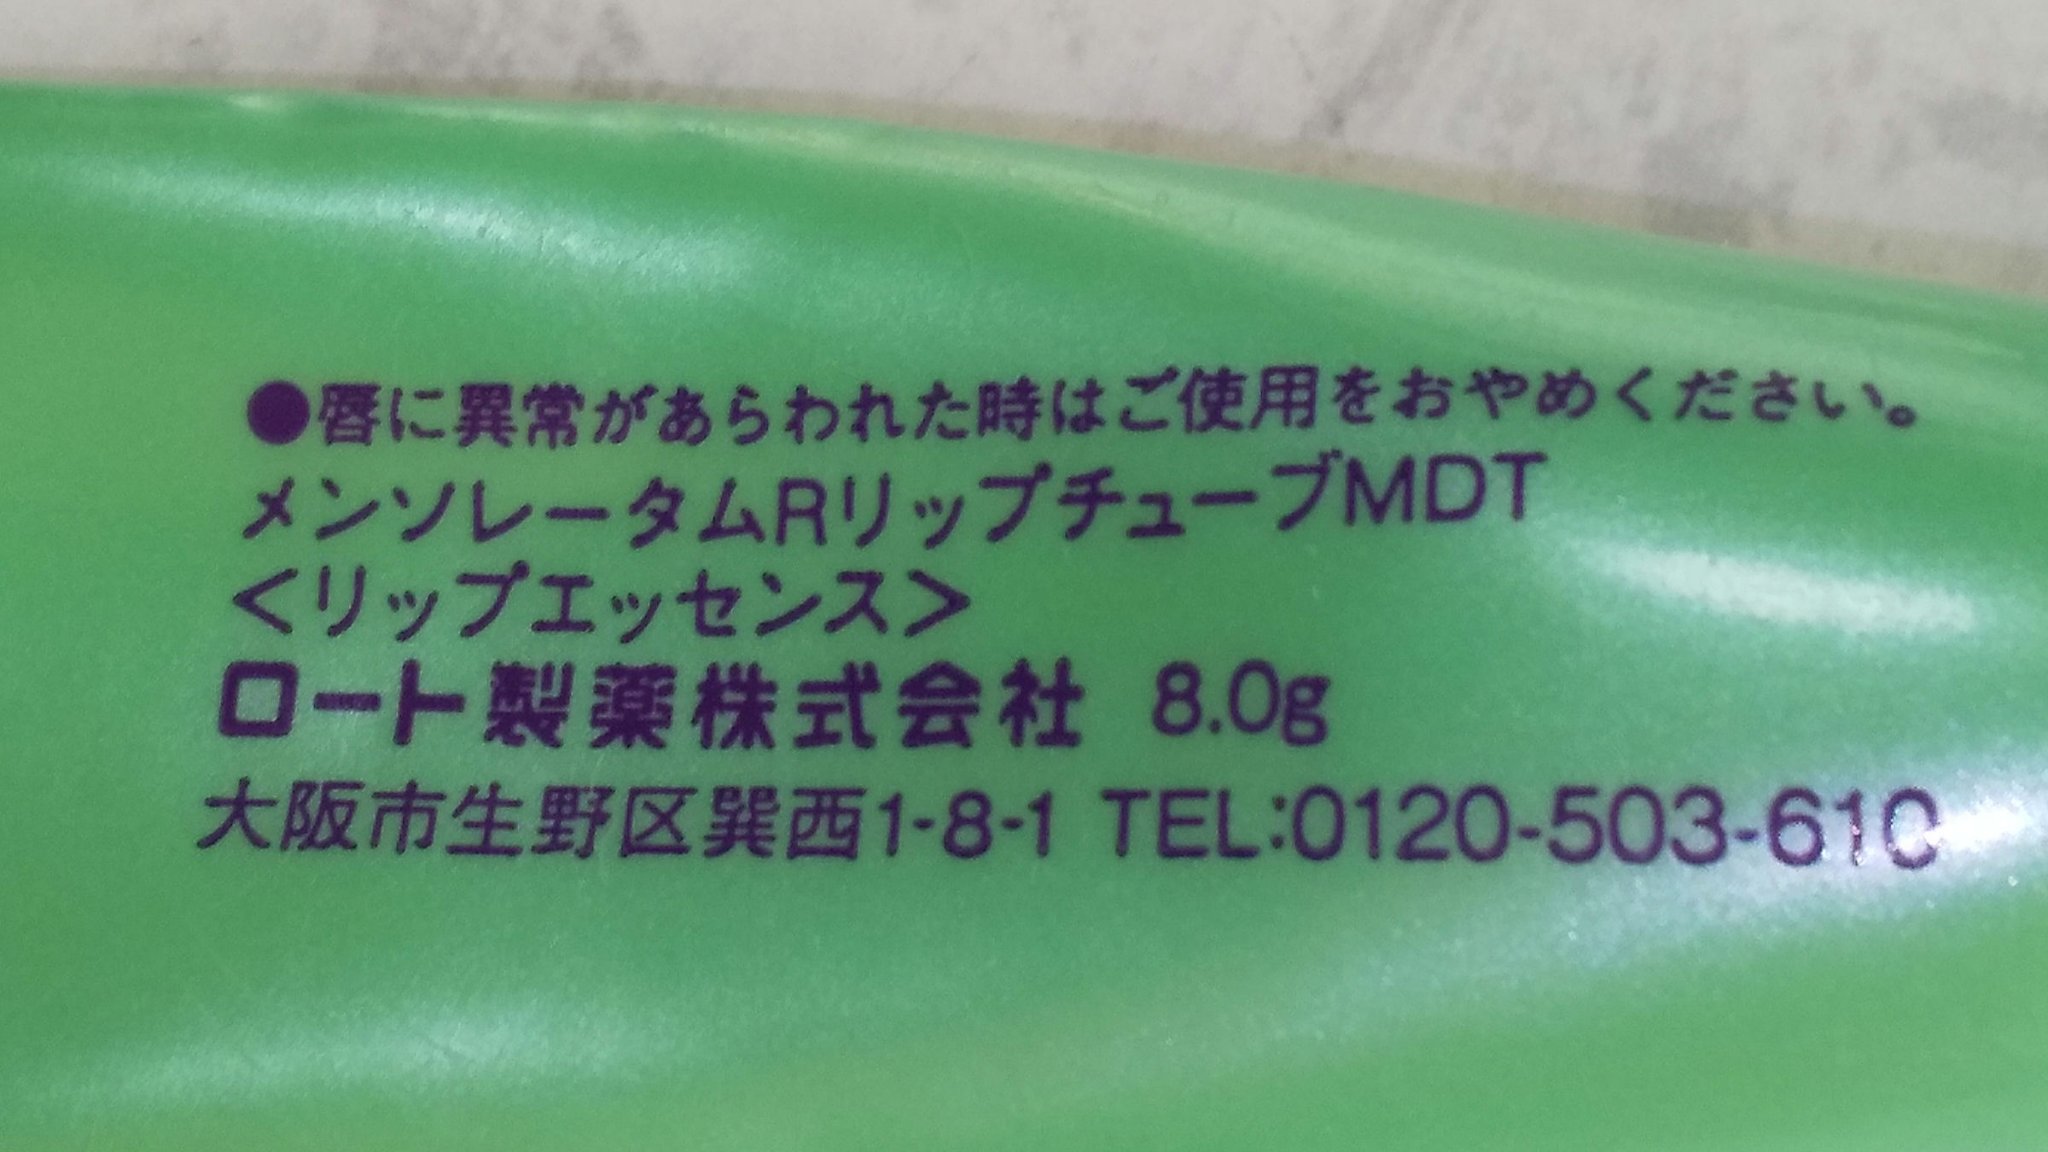 ●唇に異常があらわれた時はご使用をおやめください。
メンソレータムRリップチューブMDT
<リップエッセンス>
ロート製薬株式会社 8.0g
大阪市生野区巽西1-8-1 TEL:0120-503-610